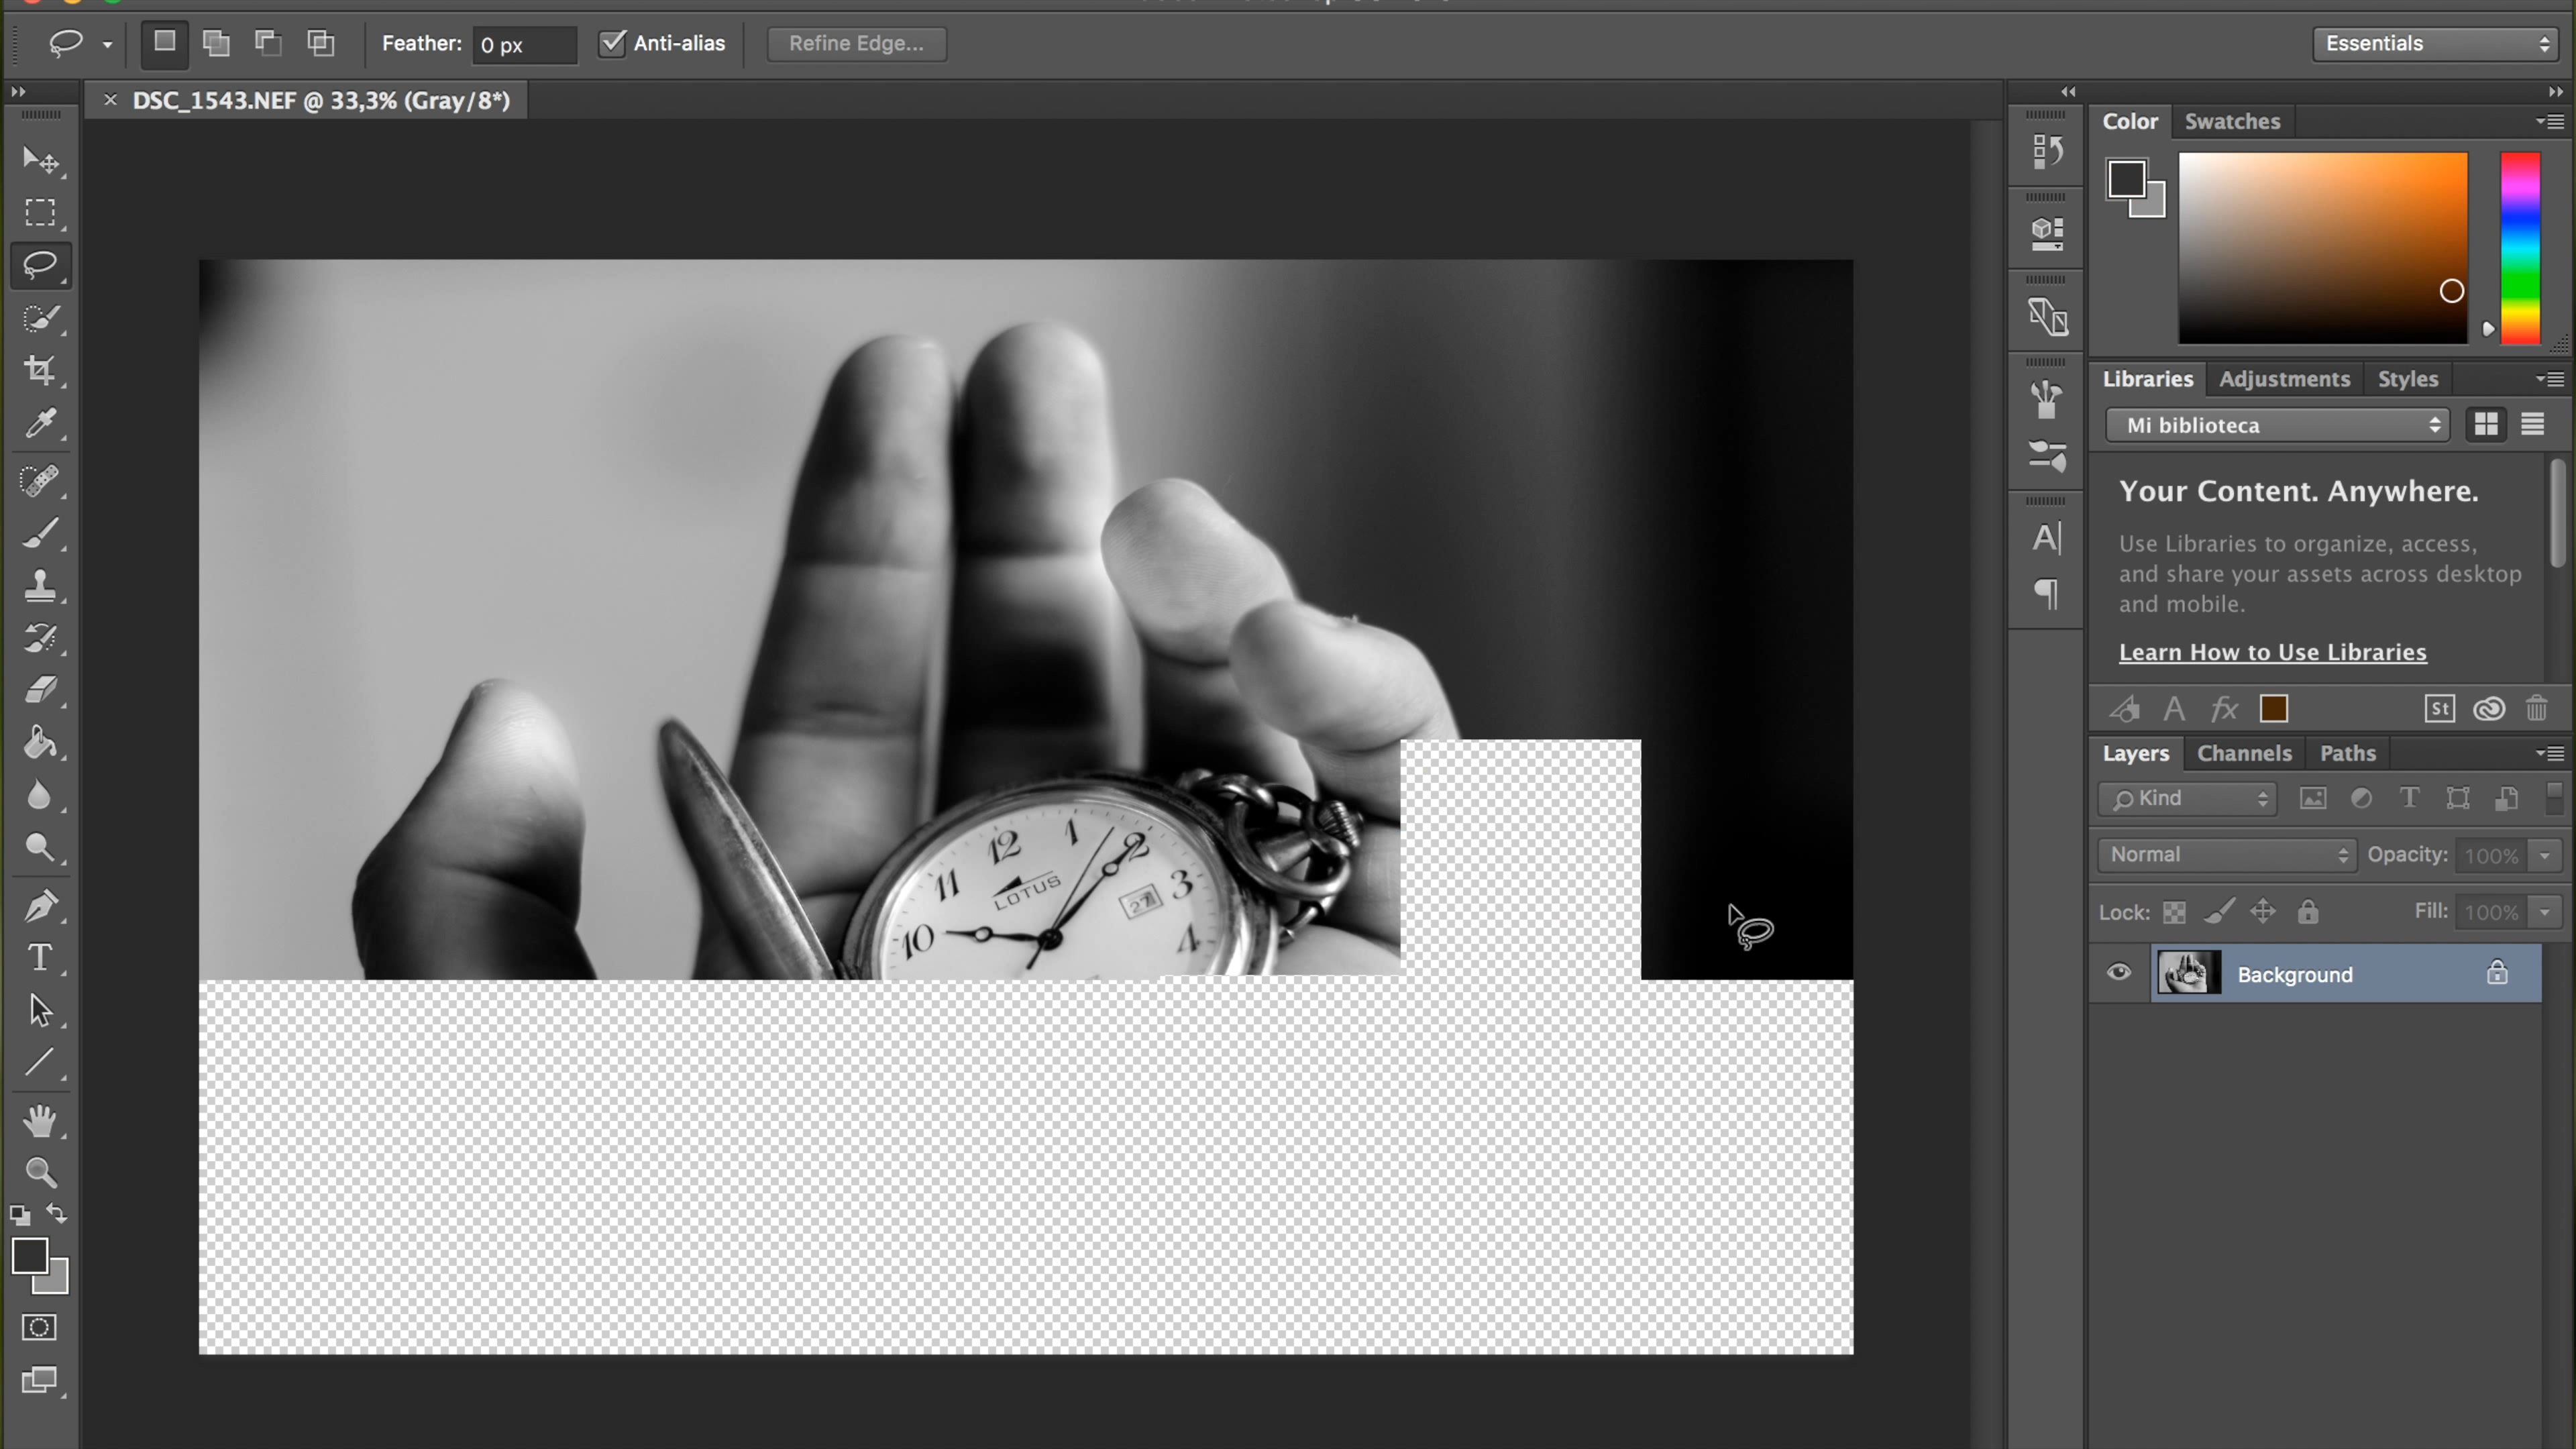 Feather: 0 px Anti-alias Refine Edge... Essentials
× DSC_1543.NEF @ 33,3% (Gray/8*)
Color Swatches
Libraries Adjustments Styles
Mi biblioteca
Your Content. Anywhere.
Use Libraries to organize, access,
and share your assets across desktop
and mobile.
Learn How to Use Libraries
A fx St
Layers Channels Paths
Kind T
Normal Opacity: 100%
Lock: Fill: 100%
Background
A
T
12 1 2
11 LOTUS 27 3
10 4